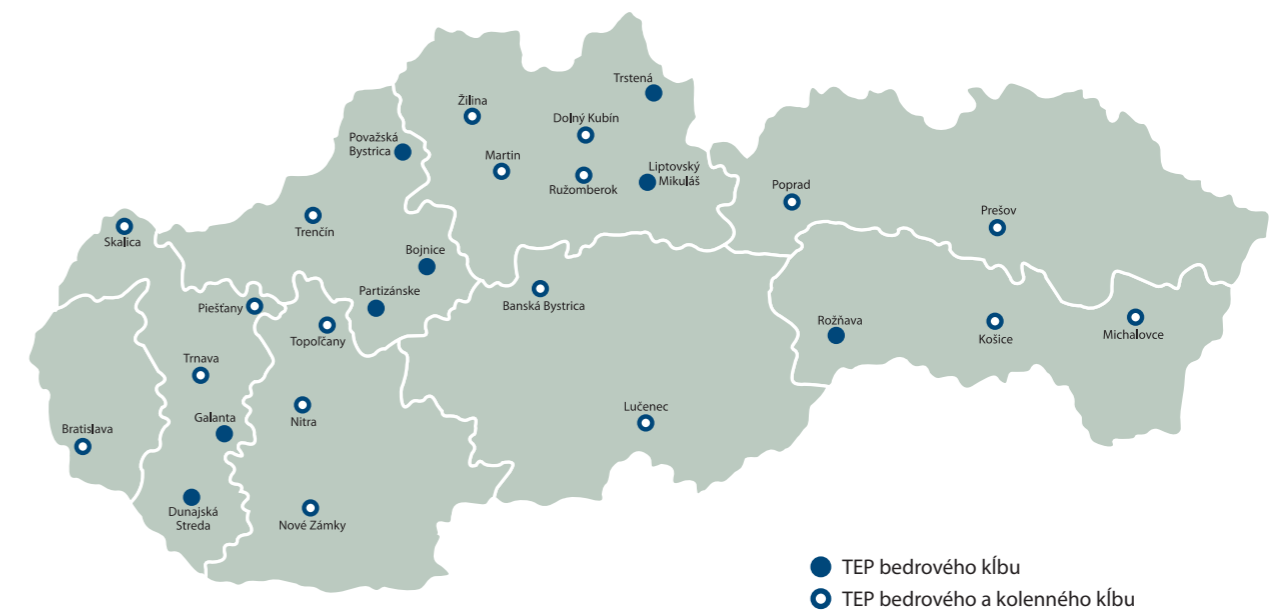 Trstená
Žilina
Dolný Kubín
Považská
Bystrica
Martin
Ružomberok
Liptovský
Mikuláš
Poprad
Prešov
Skalica
Trenčín
Bojnice
Partizánske
Banská Bystrica
Piešťany
Topoľčany
Rožňava
Košice
Michalovce
Trnava
Galanta
Nitra
Lučenec
Bratislava
Dunajská
Streda
Nové Zámky
TEP bedrového kĺbu
TEP bedrového a kolenného kĺbu